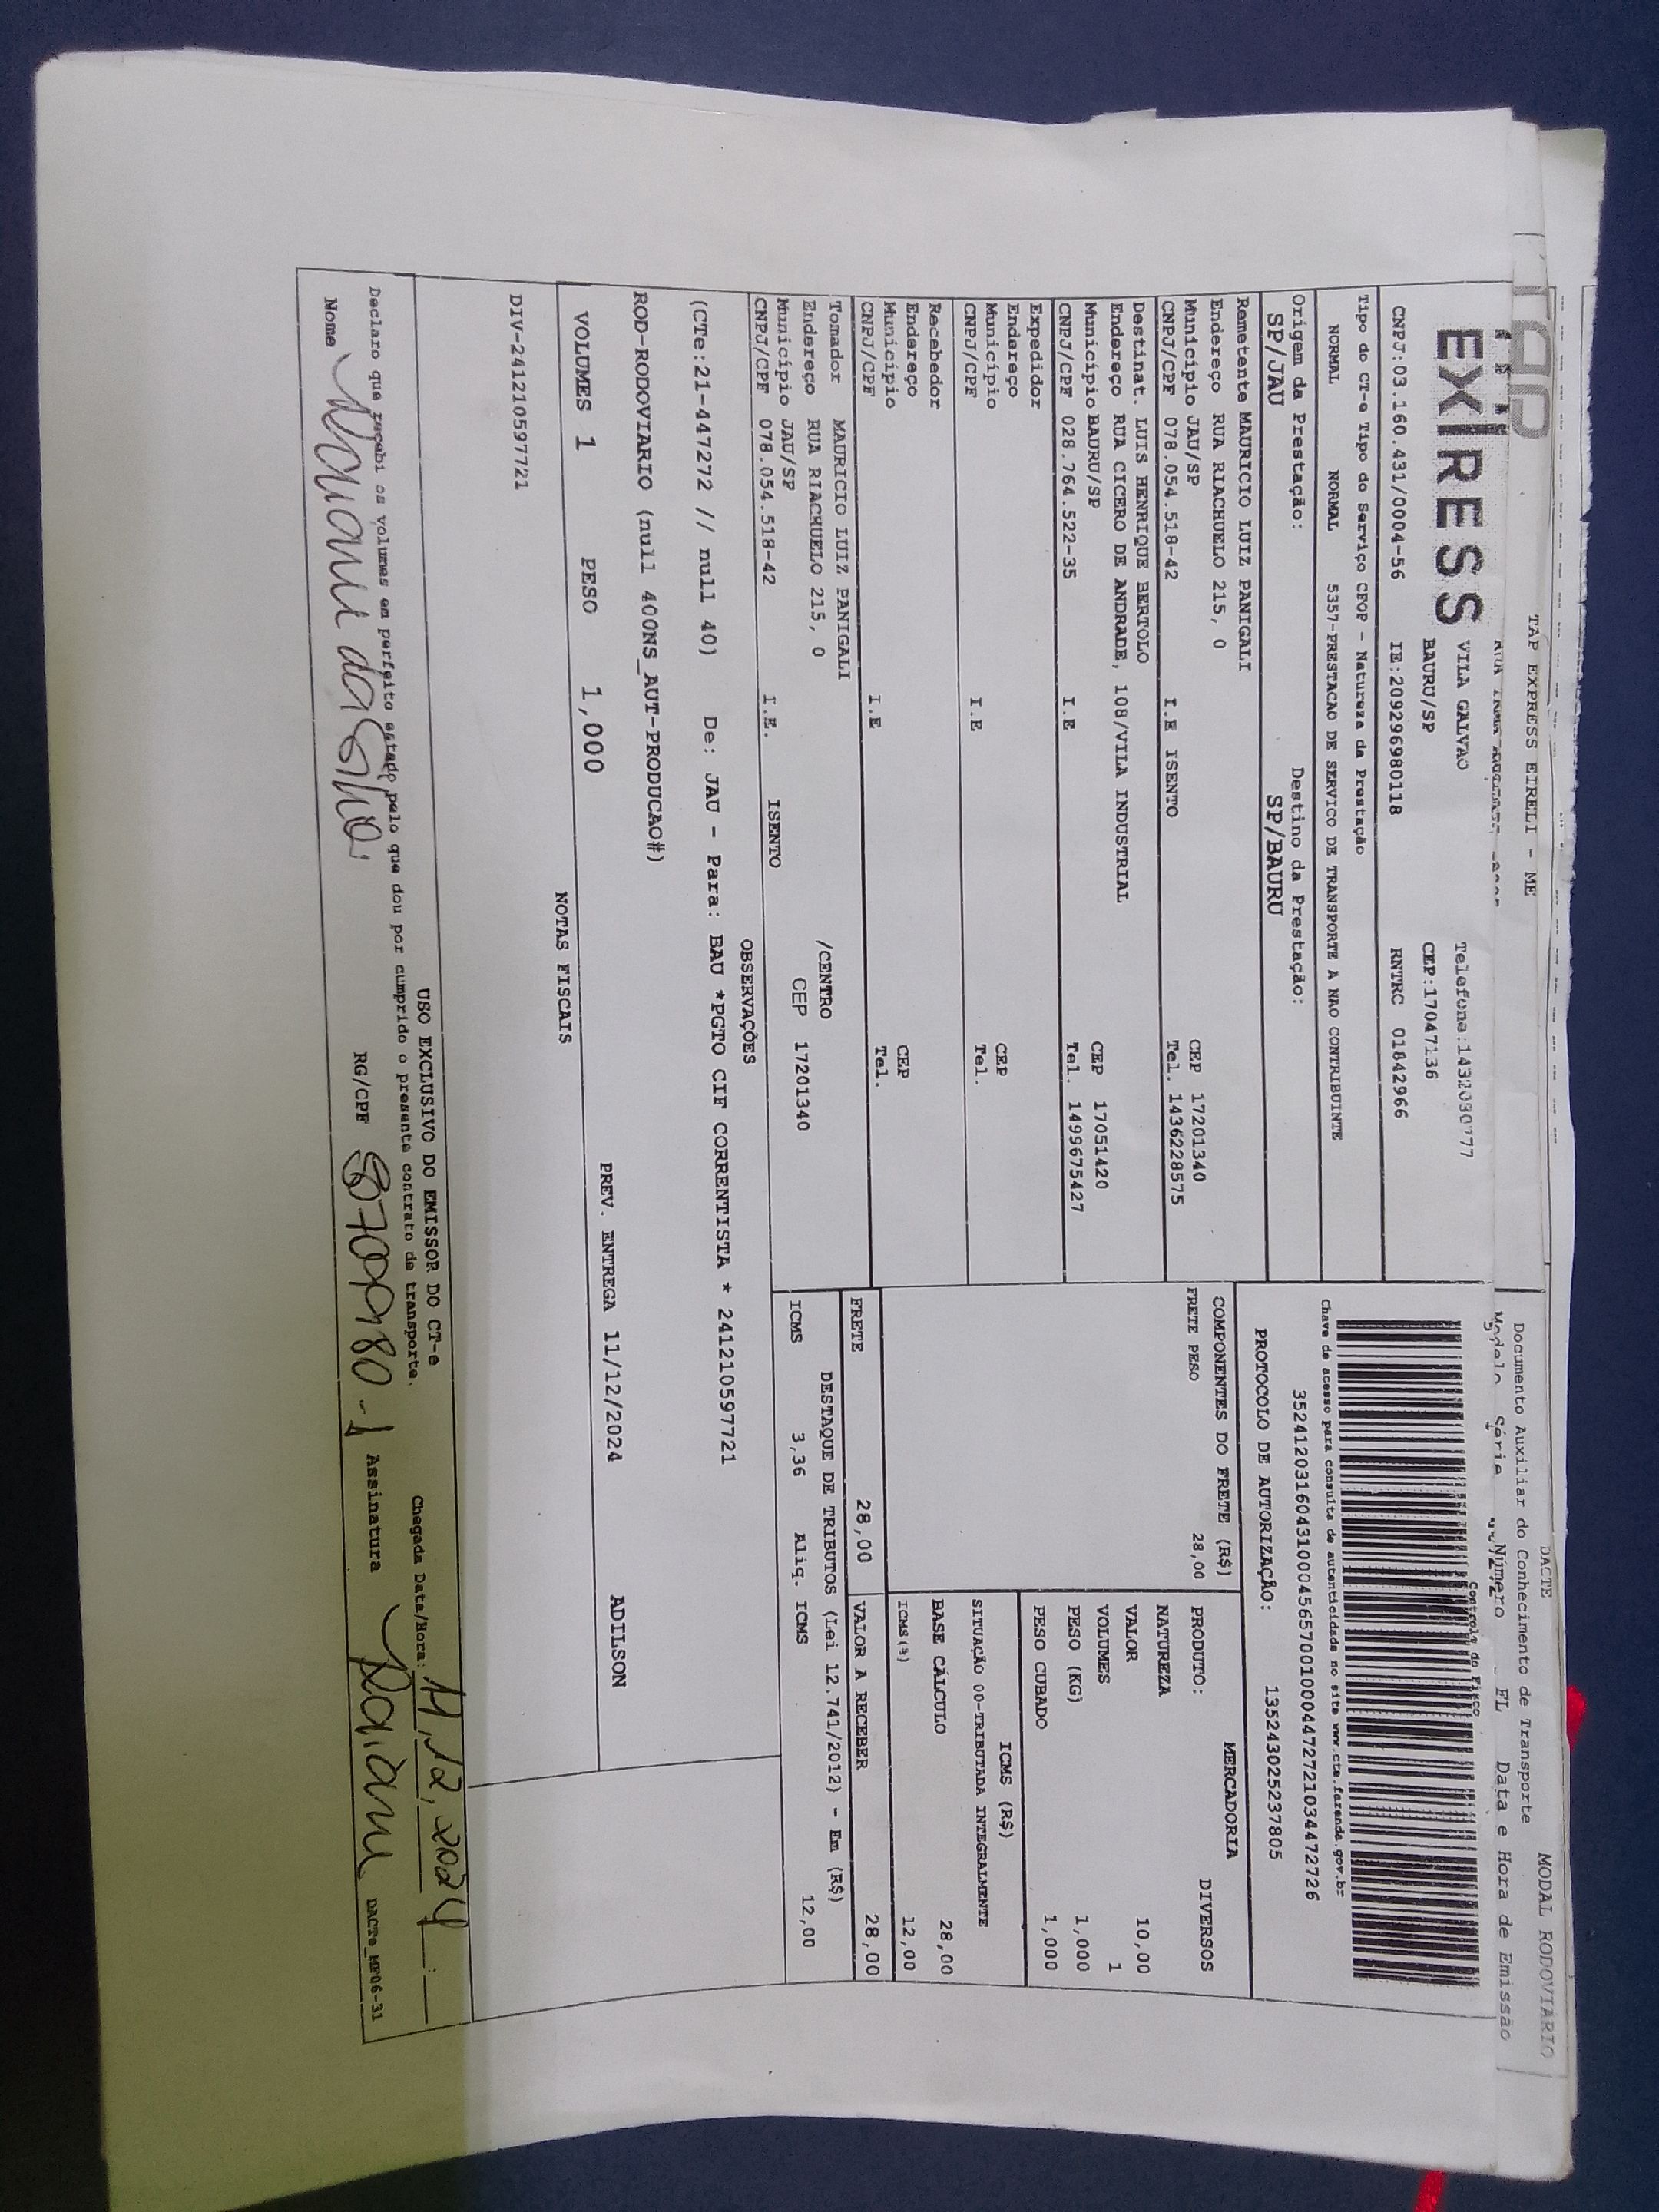 TAP
EXPRESS
TAP EXPRESS EIRELI - ME
VILA GALVAO
Telefone:1432080777
BAURU/SP
CEP:17047136
CNPJ:03.160.431/0004-56
IE:209296980118
RNTRC 01842966
DACTE
MODAL RODOVIARIO
Documento Auxiliar do Conhecimento de Transporte
Modelo Série Número FL Data e Hora de Emissão
Controle do Fisco
Tipo do CT-e Tipo do Serviço CFOP - Natureza da Prestação
NORMAL NORMAL 5357-PRESTACAO DE SERVICO DE TRANSPORTE A NAO CONTRIBUINTE
Chave de acesso para consulta de autenticidade no site www.cte.fazenda.gov.br
35241203160431000456570010004472721034472726
Origem da Prestação:
SP/JAU
Destino da Prestação:
SP/BAURU
PROTOCOLO DE AUTORIZAÇÃO: 135243025237805
Remetente MAURICIO LUIZ PANIGALI
Endereço RUA RIACHUELO 215, 0
Município JAU/SP
CEP 17201340
CNPJ/CPF 078.054.518-42
I.E ISENTO
Tel. 1436228575
Destinat. LUIS HENRIQUE BERTOLO
Endereço RUA CICERO DE ANDRADE, 108/VILA INDUSTRIAL
Município BAURU/SP
CEP 17051420
CNPJ/CPF 028.764.522-35
I.E
Tel. 1499675427
Expedidor
Endereço
Município
CEP
CNPJ/CPF
I.E
Tel.
Recebedor
Endereço
Município
CEP
CNPJ/CPF
I.E
Tel.
Tomador MAURICIO LUIZ PANIGALI
Endereço RUA RIACHUELO 215, 0
/CENTRO
Município JAU/SP
CEP 17201340
CNPJ/CPF 078.054.518-42
I.E. ISENTO
COMPONENTES DO FRETE (R$)
FRETE PESO 28,00
MERCADORIA
PRODUTO: DIVERSOS
NATUREZA
VALOR 10,00
VOLUMES 1
PESO (KG) 1,000
PESO CUBADO 1,000
ICMS (R$)
SITUAÇÃO 00-TRIBUTADA INTEGRALMENTE
BASE CÁLCULO 28,00
ICMS(%) 12,00
FRETE 28,00
VALOR A RECEBER 28,00
DESTAQUE DE TRIBUTOS (Lei 12.741/2012) - Em (R$)
ICMS 3,36 Aliq. ICMS 12,00
OBSERVAÇÕES
(CTe:21-447272 // null 40) De: JAU - Para: BAU *PGTO CIF CORRENTISTA * 241210597721
ROD-RODOVIARIO (null 400NS_AUT-PRODUCAO#)
VOLUMES 1 PESO 1,000
PREV. ENTREGA 11/12/2024
ADILSON
NOTAS FISCAIS
DIV-241210597721
USO EXCLUSIVO DO EMISSOR DO CT-e
Chegada Data/Hora: 11,12,2024 :
Declaro que recebi os volumes em perfeito estado pelo que dou por cumprido o presente contrato de transporte.
Nome
RG/CPF
Assinatura Daiani
DACTe_MF06-31